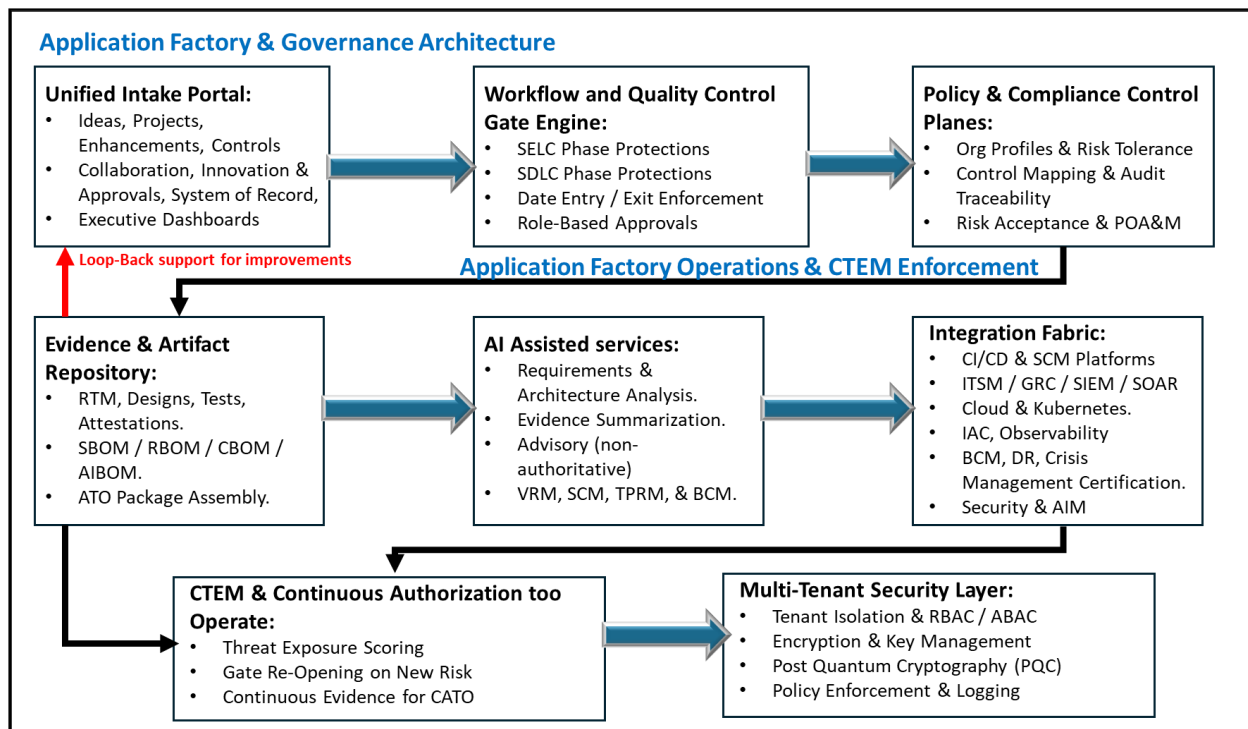 Application Factory & Governance Architecture
Unified Intake Portal:
• Ideas, Projects,
Enhancements, Controls
• Collaboration, Innovation &
Approvals, System of Record,
• Executive Dashboards
Workflow and Quality Control
Gate Engine:
• SELC Phase Protections
• SDLC Phase Protections
• Date Entry / Exit Enforcement
• Role-Based Approvals
Policy & Compliance Control
Planes:
• Org Profiles & Risk Tolerance
• Control Mapping & Audit
Traceability
• Risk Acceptance & POA&M
Loop-Back support for improvements
Application Factory Operations & CTEM Enforcement
Evidence & Artifact
Repository:
• RTM, Designs, Tests,
Attestations.
• SBOM / RBOM / CBOM /
AIBOM.
• ATO Package Assembly.
AI Assisted services:
• Requirements &
Architecture Analysis.
• Evidence Summarization.
• Advisory (non-
authoritative)
• VRM, SCM, TPRM, & BCM.
Integration Fabric:
• CI/CD & SCM Platforms
• ITSM / GRC / SIEM / SOAR
• Cloud & Kubernetes.
• IAC, Observability
• BCM, DR, Crisis
Management Certification.
• Security & AIM
CTEM & Continuous Authorization too
Operate:
• Threat Exposure Scoring
• Gate Re-Opening on New Risk
• Continuous Evidence for CATO
Multi-Tenant Security Layer:
• Tenant Isolation & RBAC / ABAC
• Encryption & Key Management
• Post Quantum Cryptography (PQC)
• Policy Enforcement & Logging